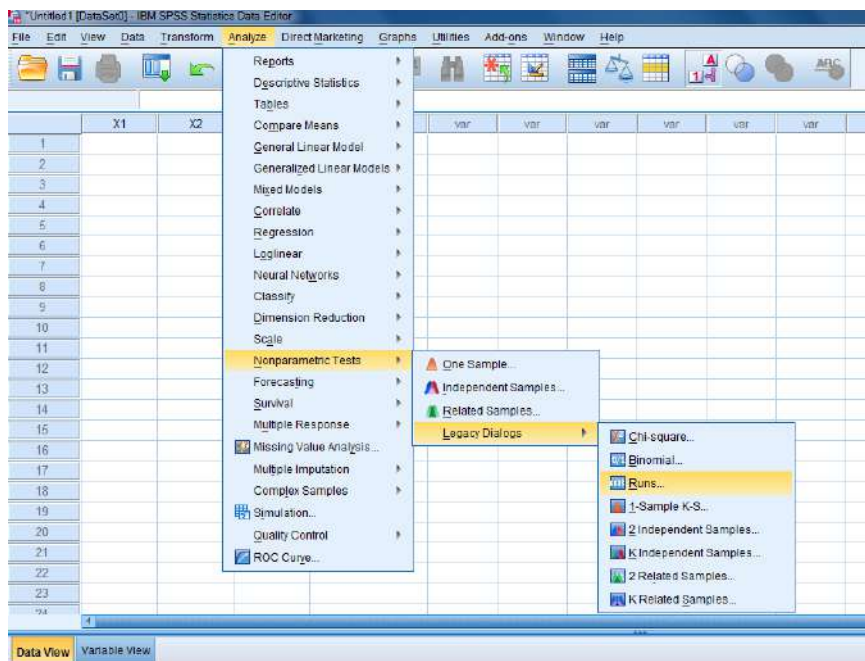 *Untitled1 [DataSet0] - IBM SPSS Statistics Data Editor
File Edit View Data Transform Analyze Direct Marketing Graphs Utilities Add-ons Window Help
X1 X2 var var var var var var
1
2
3
4
5
6
7
8
9
10
11
12
13
14
15
16
17
18
19
20
21
22
23
24
Reports
Descriptive Statistics
Tables
Compare Means
General Linear Model
Generalized Linear Models
Mixed Models
Correlate
Regression
Loglinear
Neural Networks
Classify
Dimension Reduction
Scale
Nonparametric Tests
Forecasting
Survival
Multiple Response
Missing Value Analysis...
Multiple Imputation
Complex Samples
Simulation...
Quality Control
ROC Curve...
One Sample...
Independent Samples...
Related Samples...
Legacy Dialogs
Chi-square...
Binomial...
Runs...
1-Sample K-S...
2 Independent Samples...
K Independent Samples...
2 Related Samples...
K Related Samples...
Data View Variable View